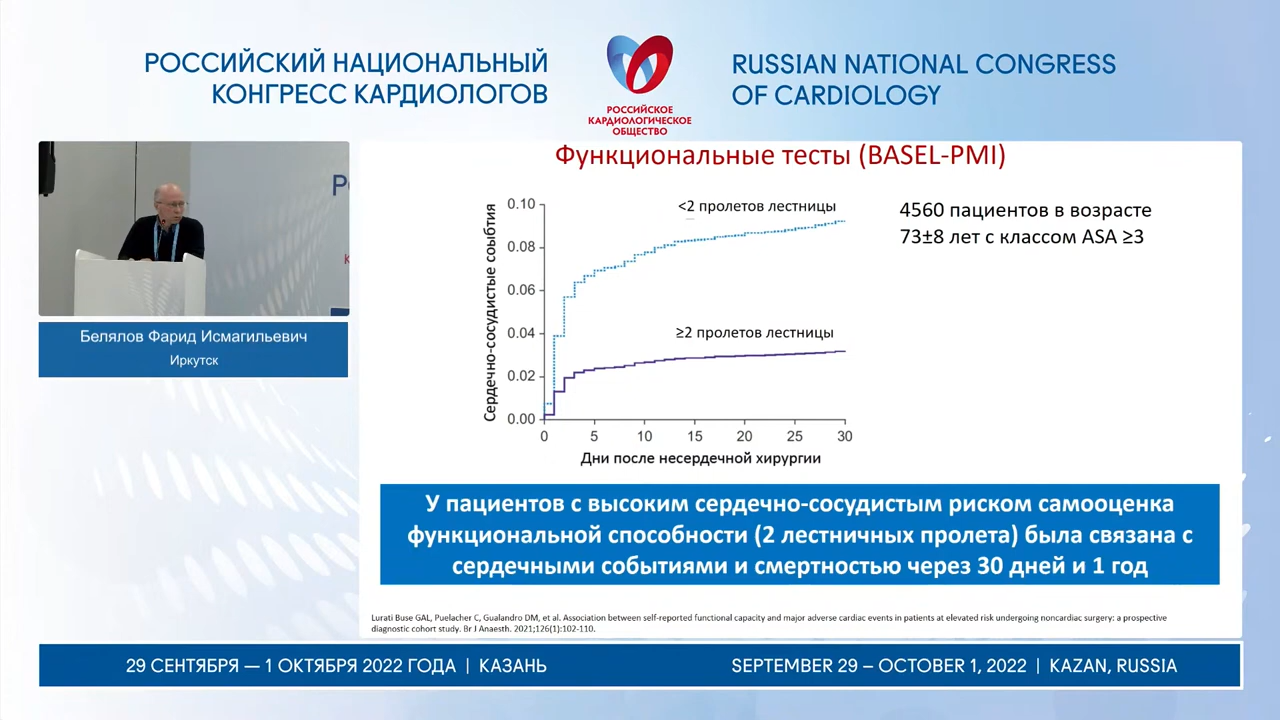 РОССИЙСКИЙ НАЦИОНАЛЬНЫЙ
КОНГРЕСС КАРДИОЛОГОВ
РОССИЙСКОЕ
КАРДИОЛОГИЧЕСКОЕ
ОБЩЕСТВО
RUSSIAN NATIONAL CONGRESS
OF CARDIOLOGY
Белялов Фарид Исмагильевич
Иркутск
Функциональные тесты (BASEL-PMI)
Сердечно-сосудистые соыбтия
0.10
0.08
0.06
0.04
0.02
0.00
<2 пролетов лестницы
≥2 пролетов лестницы
0 5 10 15 20 25 30
Дни после несердечной хирургии
4560 пациентов в возрасте
73±8 лет с классом ASA ≥3
У пациентов с высоким сердечно-сосудистым риском самооценка
функциональной способности (2 лестничных пролета) была связана с
сердечными событиями и смертностью через 30 дней и 1 год
Lurati Buse GAL, Puelacher C, Gualandro DM, et al. Association between self-reported functional capacity and major adverse cardiac events in patients at elevated risk undergoing noncardiac surgery: a prospective
diagnostic cohort study. Br J Anaesth. 2021;126(1):102-110.
29 СЕНТЯБРЯ — 1 ОКТЯБРЯ 2022 ГОДА | КАЗАНЬ
SEPTEMBER 29 – OCTOBER 1, 2022 | KAZAN, RUSSIA